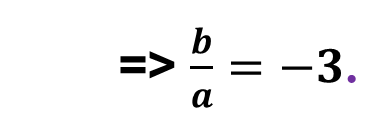 => b/a = −3.